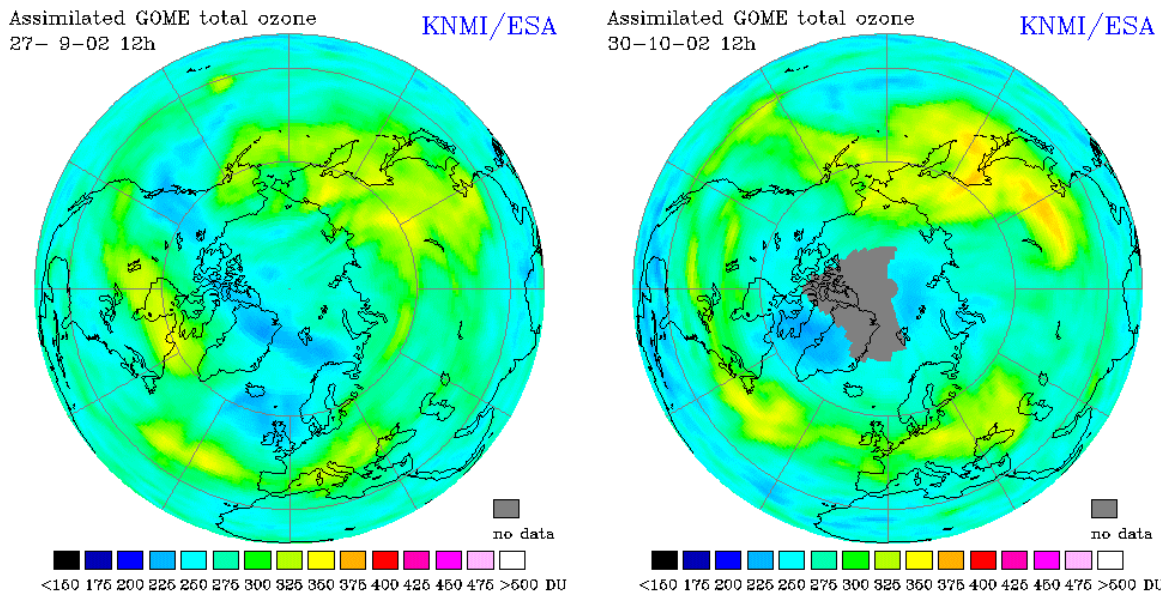 Assimilated GOME total ozone
27- 9-02 12h
KNMI/ESA
no data
<150 175 200 225 250 275 300 325 350 375 400 425 450 475 >500 DU
Assimilated GOME total ozone
30-10-02 12h
KNMI/ESA
no data
<150 175 200 225 250 275 300 325 350 375 400 425 450 475 >500 DU